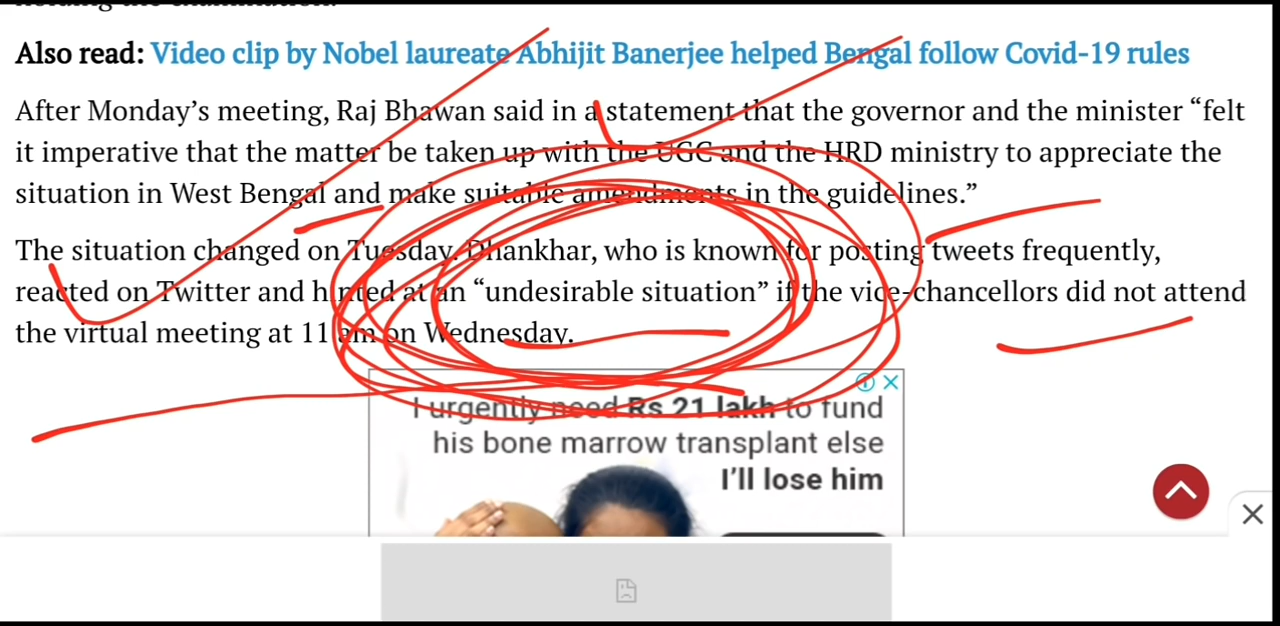 Also read: Video clip by Nobel laureate Abhijit Banerjee helped Bengal follow Covid-19 rules
After Monday’s meeting, Raj Bhawan said in a statement that the governor and the minister “felt
it imperative that the matter be taken up with the UGC and the HRD ministry to appreciate the
situation in West Bengal and make suitable amendments in the guidelines.”
The situation changed on Tuesday. Dhankhar, who is known for posting tweets frequently,
reacted on Twitter and hinted at an “undesirable situation” if the vice-chancellors did not attend
the virtual meeting at 11 am on Wednesday.
I urgently need Rs 21 lakh to fund
his bone marrow transplant else
I’ll lose him